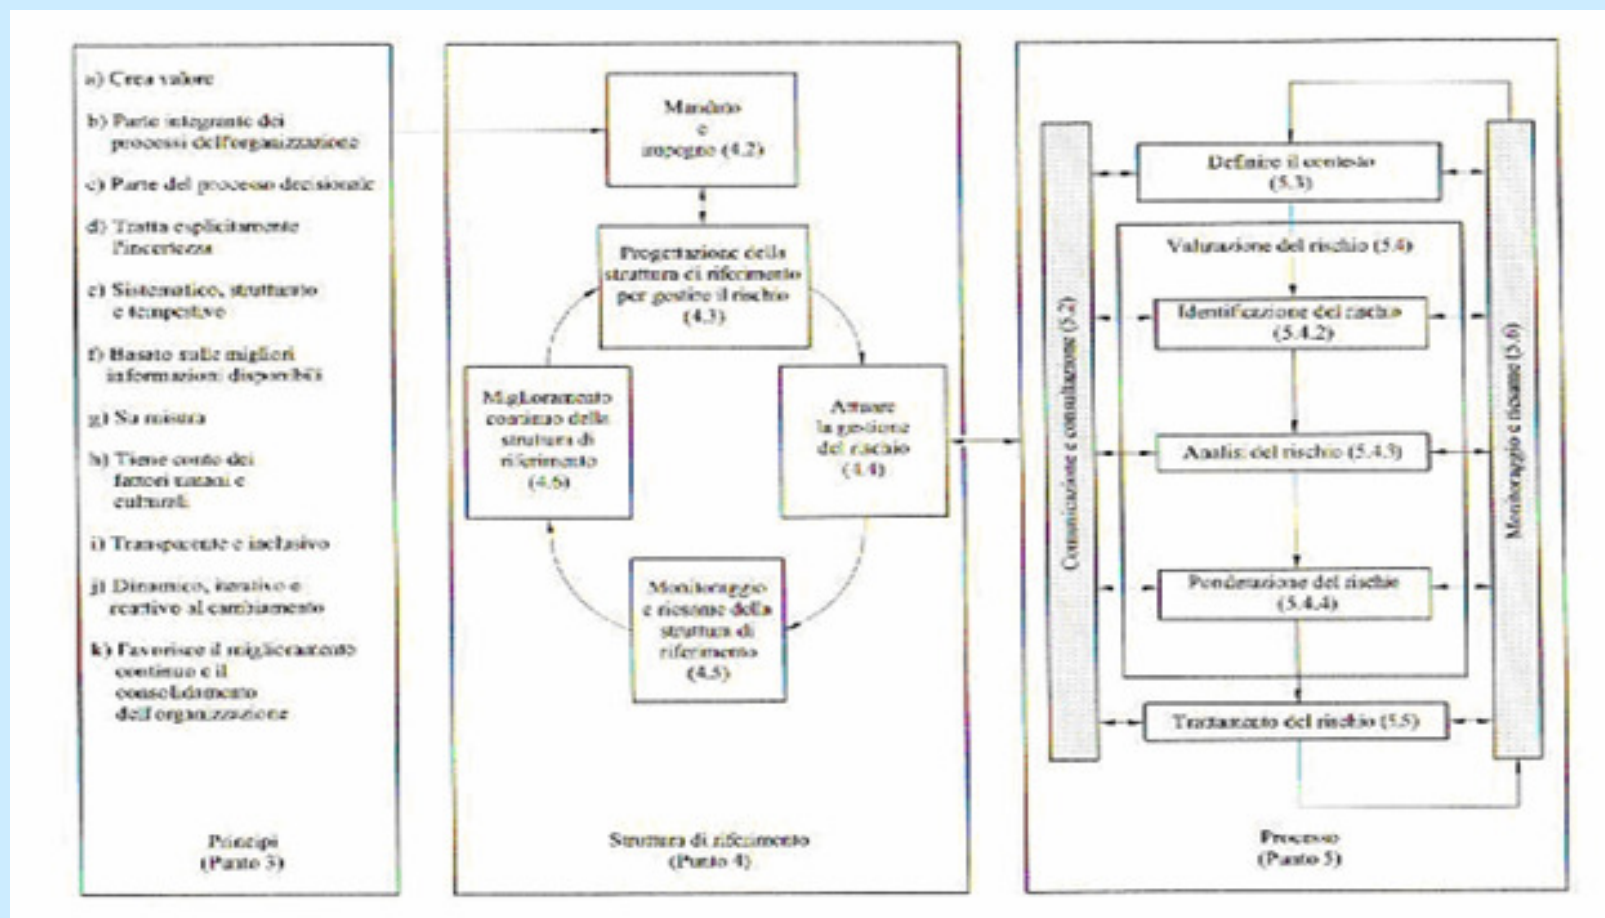 a) Crea valore
b) Parte integrante dei
processi dell'organizzazione
c) Parte del processo decisionale
d) Tratta esplicitamente
l'incertezza
e) Sistematico, strutturato
e tempestivo
f) Basato sulle migliori
informazioni disponibili
g) Su misura
h) Tiene conto dei
fattori umani e
culturali
i) Trasparente e inclusivo
j) Dinamico, iterativo e
reattivo al cambiamento
k) Favorisce il miglioramento
continuo e il
consolidamento
dell'organizzazione
Principi
(Punto 3)
Mandato
e
impegno (4.2)
Progettazione della
struttura di riferimento
per gestire il rischio
(4.3)
Miglioramento
continuo della
struttura di
riferimento
(4.6)
Attuare
la gestione
del rischio
(4.4)
Monitoraggio
e riesame della
struttura di
riferimento
(4.5)
Struttura di riferimento
(Punto 4)
Comunicazione e consultazione (5.2)
Definire il contesto
(5.3)
Valutazione del rischio (5.4)
Identificazione del rischio
(5.4.2)
Analisi del rischio (5.4.3)
Ponderazione del rischio
(5.4.4)
Trattamento del rischio (5.5)
Monitoraggio e riesame (5.6)
Processo
(Punto 5)